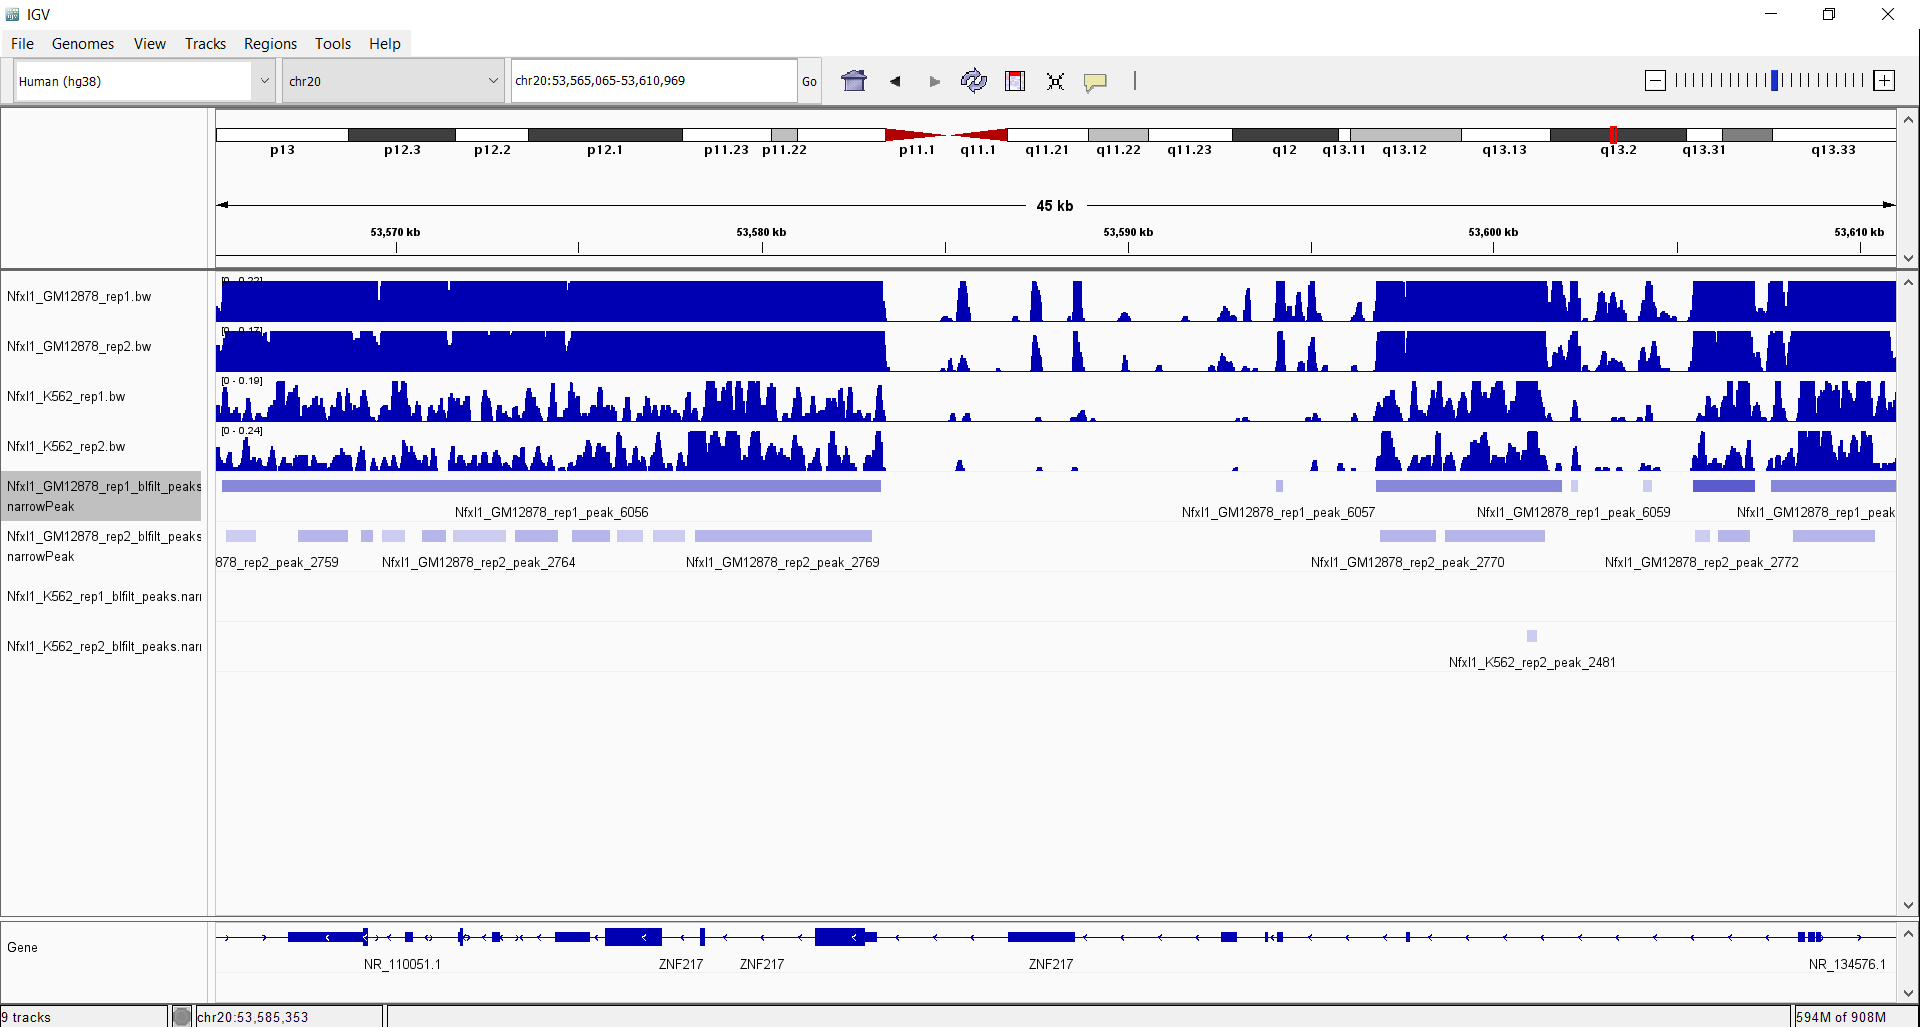 IGV
File Genomes View Tracks Regions Tools Help
Human (hg38) chr20 chr20:53,565,065-53,610,969 Go
p13 p12.3 p12.2 p12.1 p11.23 p11.22 p11.1 q11.1 q11.21 q11.22 q11.23 q12 q13.11 q13.12 q13.13 q13.2 q13.31 q13.33
45 kb
53,570 kb 53,580 kb 53,590 kb 53,600 kb 53,610 kb
[0 - 0.22]
Nfxl1_GM12878_rep1.bw
[0 - 0.17]
Nfxl1_GM12878_rep2.bw
[0 - 0.19]
Nfxl1_K562_rep1.bw
[0 - 0.24]
Nfxl1_K562_rep2.bw
Nfxl1_GM12878_rep1_blfilt_peaks
narrowPeak
Nfxl1_GM12878_rep1_peak_6056 Nfxl1_GM12878_rep1_peak_6057 Nfxl1_GM12878_rep1_peak_6059 Nfxl1_GM12878_rep1_peak
Nfxl1_GM12878_rep2_blfilt_peaks
narrowPeak
878_rep2_peak_2759 Nfxl1_GM12878_rep2_peak_2764 Nfxl1_GM12878_rep2_peak_2769 Nfxl1_GM12878_rep2_peak_2770 Nfxl1_GM12878_rep2_peak_2772
Nfxl1_K562_rep1_blfilt_peaks.narr
Nfxl1_K562_rep2_blfilt_peaks.narr
Nfxl1_K562_rep2_peak_2481
Gene
NR_110051.1 ZNF217 ZNF217 ZNF217 NR_134576.1
9 tracks chr20:53,585,353 594M of 908M